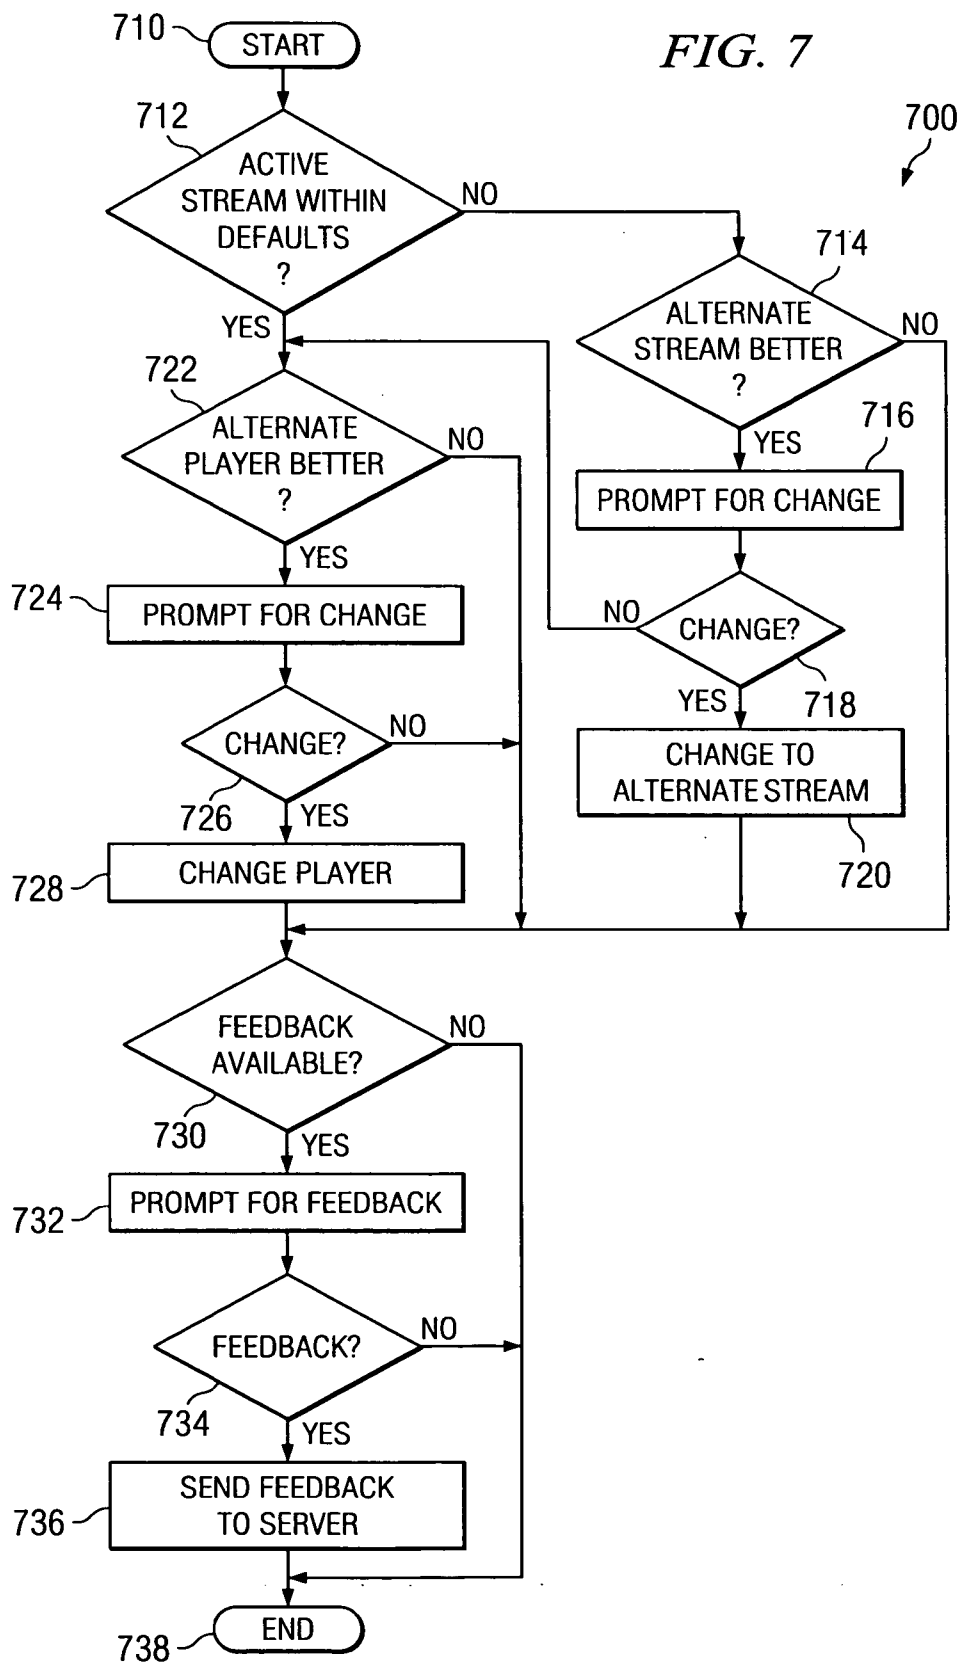 710
START
FIG. 7
700
712
ACTIVE
STREAM WITHIN
DEFAULTS
?
NO
YES
714
ALTERNATE
STREAM BETTER
?
NO
YES
716
PROMPT FOR CHANGE
CHANGE?
NO
718
YES
CHANGE TO
ALTERNATE STREAM
720
722
ALTERNATE
PLAYER BETTER
?
NO
YES
724
PROMPT FOR CHANGE
CHANGE?
NO
726
YES
728
CHANGE PLAYER
FEEDBACK
AVAILABLE?
NO
730
YES
732
PROMPT FOR FEEDBACK
FEEDBACK?
NO
734
YES
736
SEND FEEDBACK
TO SERVER
738
END